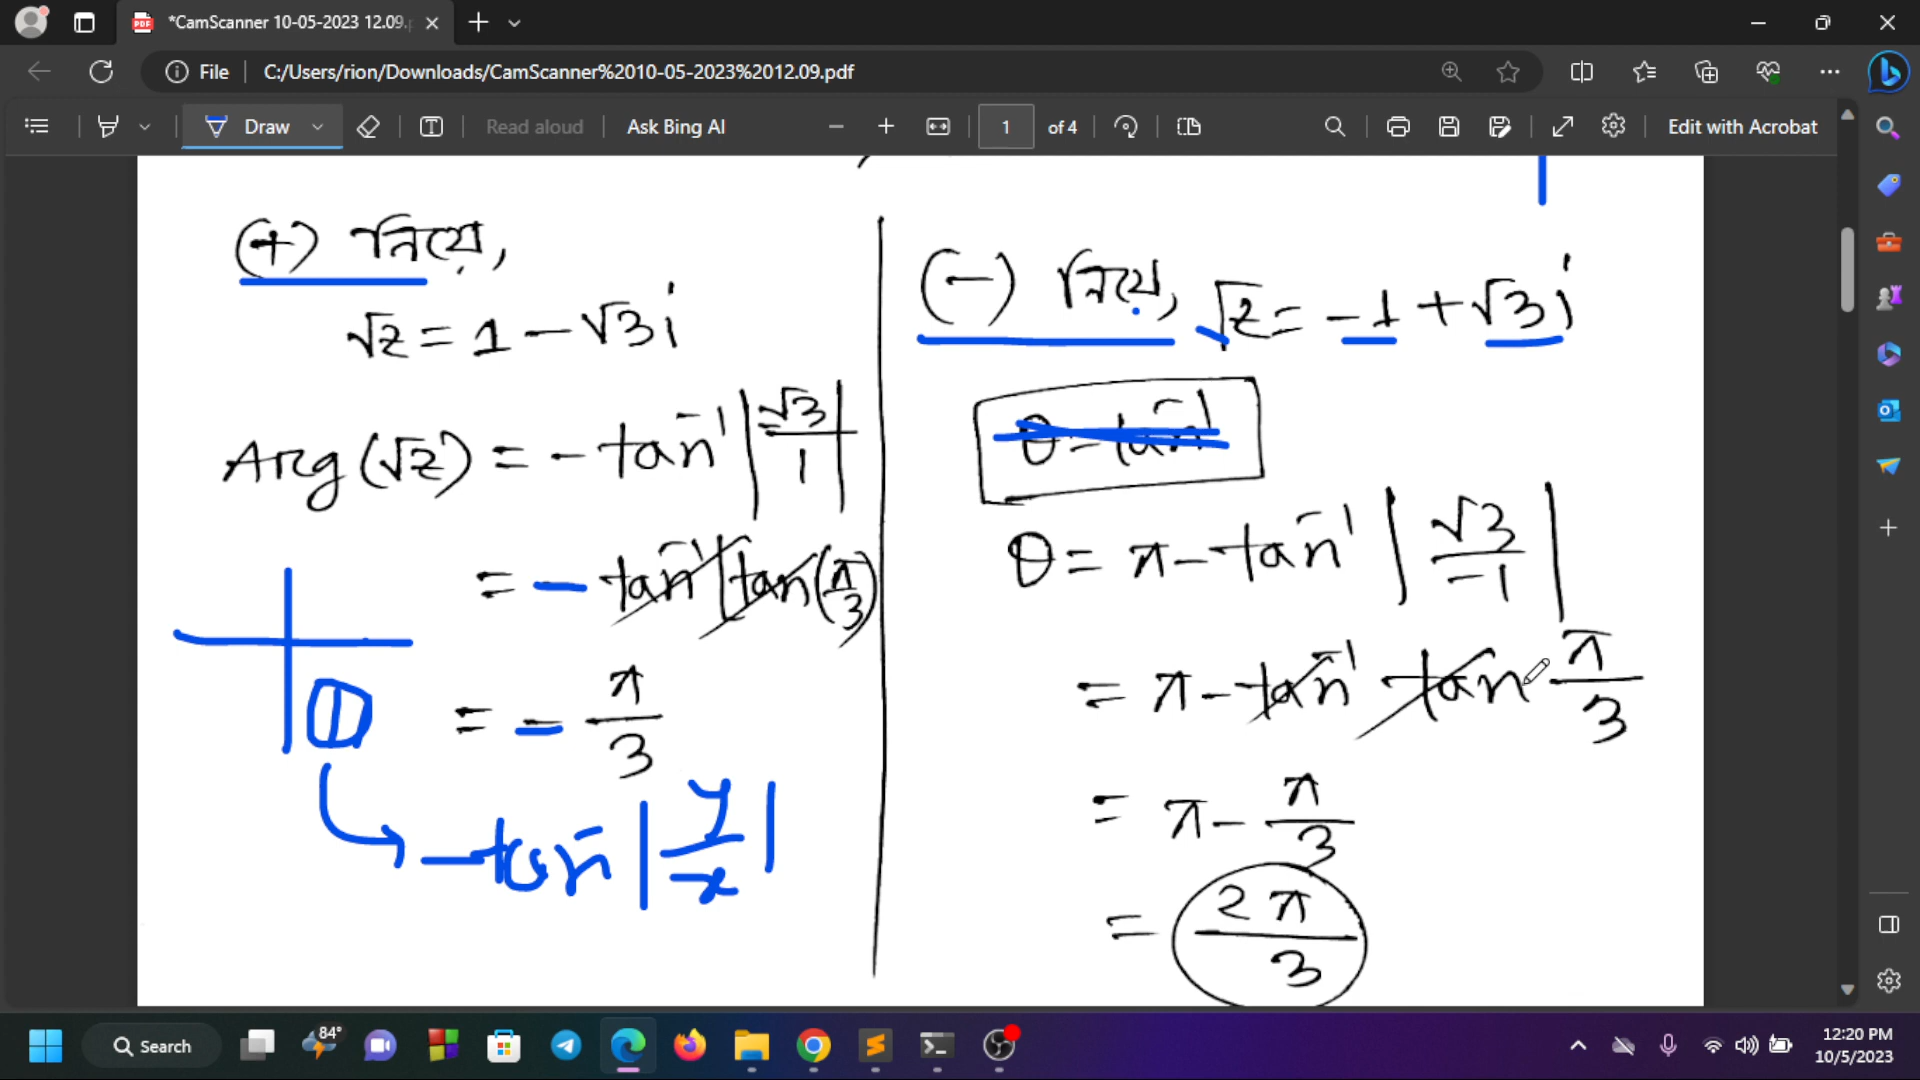 *CamScanner 10-05-2023 12.09.p
File
C:/Users/rion/Downloads/CamScanner%2010-05-2023%2012.09.pdf
Draw
Read aloud
Ask Bing AI
1 of 4
Edit with Acrobat
(+) নিয়ে,
√z = 1 - √3 i
Arg (√z) = - tan⁻¹ |√3/1|
= - tan⁻¹ |tan(π/3)
= - π/3
- tan⁻ |y/x|
(-) নিয়ে, √z = -1 + √3 i
θ = tan⁻¹
θ = π - tan⁻¹ |√3/-1|
= π - tan⁻¹ tan π/3
= π - π/3
= 2π/3
84°
Search
12:20 PM
10/5/2023